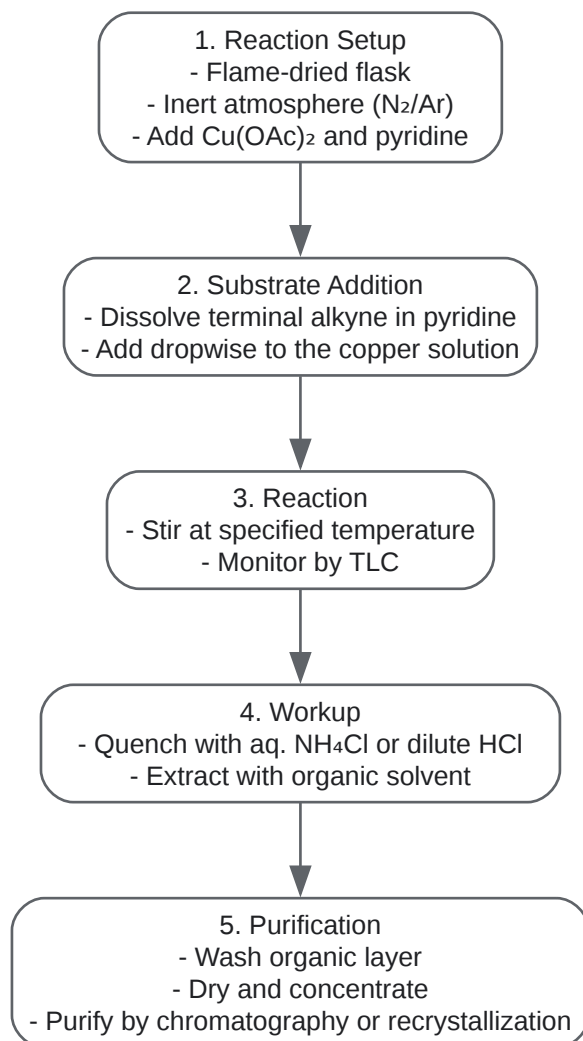 1. Reaction Setup
- Flame-dried flask
- Inert atmosphere (N₂/Ar)
- Add Cu(OAc)₂ and pyridine
2. Substrate Addition
- Dissolve terminal alkyne in pyridine
- Add dropwise to the copper solution
3. Reaction
- Stir at specified temperature
- Monitor by TLC
4. Workup
- Quench with aq. NH₄Cl or dilute HCl
- Extract with organic solvent
5. Purification
- Wash organic layer
- Dry and concentrate
- Purify by chromatography or recrystallization